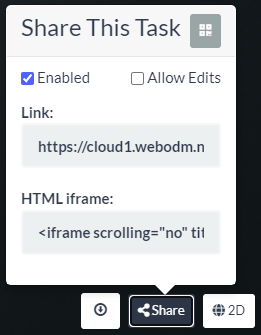 Share This Task
Enabled
Allow Edits
Link:
https://cloud1.webodm.n
HTML iframe:
<iframe scrolling="no" tit
Share
2D